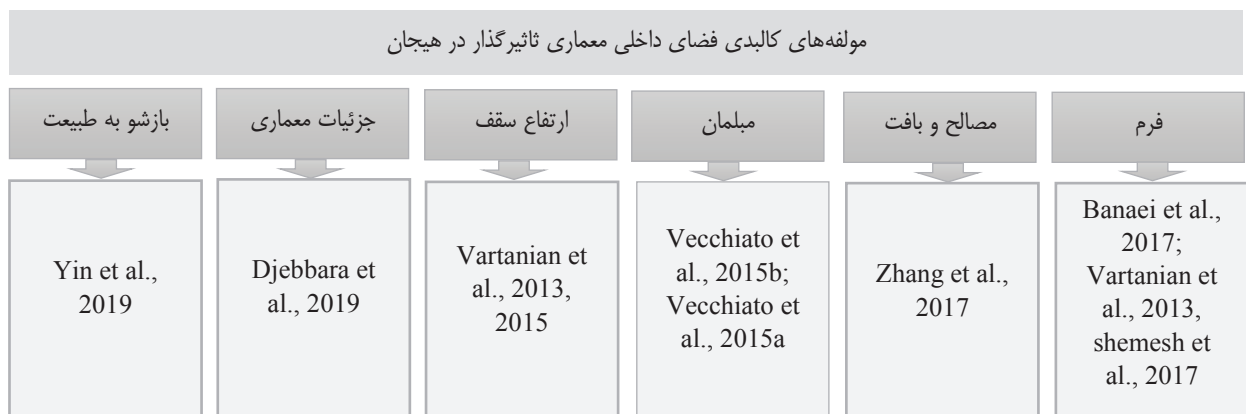 مولفه‌های کالبدی فضای داخلی معماری تاثیرگذار در هیجان
فرم
مصالح و بافت
مبلمان
ارتفاع سقف
جزئیات معماری
بازشو به طبیعت
Banaei et al.,
2017;
Vartanian et
al., 2013,
shemesh et
al., 2017
Zhang et al.,
2017
Vecchiato et
al., 2015b;
Vecchiato et
al., 2015a
Vartanian et
al., 2013,
2015
Djebbara et
al., 2019
Yin et al.,
2019